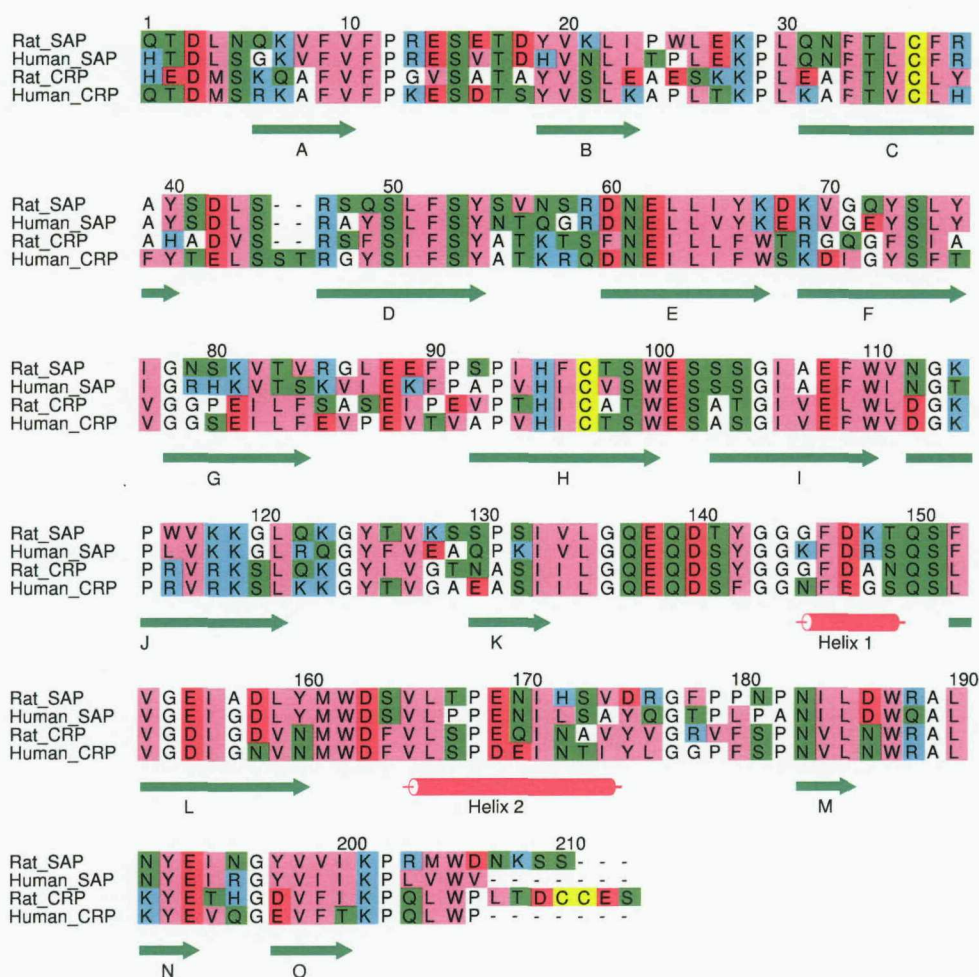 1 10 20 30
Rat_SAP Q T D L N Q K V F V F P R E S E T D Y V K L I P W L E K P L Q N F T L C F R
Human_SAP H T D L S G K V F V F P R E S V T D H V N L I T P L E K P L Q N F T L C F R
Rat_CRP H E D M S K Q A F V F P G V S A T A Y V S L E A E S K K P L E A F T V C L Y
Human_CRP Q T D M S R K A F V F P K E S D T S Y V S L K A P L T K P L K A F T V C L H
A B C
40 50 60 70
Rat_SAP A Y S D L S - - R S Q S L F S Y S V N S R D N E L L I Y K D K V G Q Y S L Y
Human_SAP A Y S D L S - - R A Y S L F S Y N T Q G R D N E L L V Y K E R V G E Y S L Y
Rat_CRP A H A D V S - - R S F S I F S Y A T K T S F N E I L L F W T R G Q G F S I A
Human_CRP F Y T E L S S T R G Y S I F S Y A T K R Q D N E I L I F W S K D I G Y S F T
D E F
80 90 100 110
Rat_SAP I G N S K V T V R G L E E F P S P I H F C T S W E S S S G I A E F W V N G K
Human_SAP I G R H K V T S K V I E K F P A P V H I C V S W E S S S G I A E F W I N G T
Rat_CRP V G G P E I L F S A S E I P E V P T H I C A T W E S A T G I V E L W L D G K
Human_CRP V G G S E I L F E V P E V T V A P V H I C T S W E S A S G I V E F W V D G K
G H I
120 130 140 150
Rat_SAP P W V K K G L Q K G Y T V K S S P S I V L G Q E Q D T Y G G G F D K T Q S F
Human_SAP P L V K K G L R Q G Y F V E A Q P K I V L G Q E Q D S Y G G K F D R S Q S F
Rat_CRP P R V R K S L Q K G Y I V G T N A S I I L G Q E Q D S Y G G G F D A N Q S L
Human_CRP P R V R K S L K K G Y T V G A E A S I I L G Q E Q D S F G G N F E G S Q S L
J K Helix 1
160 170 180 190
Rat_SAP V G E I A D L Y M W D S V L T P E N I H S V D R G F P P N P N I L D W R A L
Human_SAP V G E I G D L Y M W D S V L P P E N I L S A Y Q G T P L P A N I L D W Q A L
Rat_CRP V G D I G D V N M W D F V L S P E Q I N A V Y V G R V F S P N V L N W R A L
Human_CRP V G D I G N V N M W D F V L S P D E I N T I Y L G G P F S P N V L N W R A L
L Helix 2 M
200 210
Rat_SAP N Y E I N G Y V V I K P R M W D N K S S - - -
Human_SAP N Y E I R G Y V I I K P L V W V - - - - - - -
Rat_CRP K Y E T H G D V F I K P Q L W P L T D C C E S
Human_CRP K Y E V Q G E V F T K P Q L W P - - - - - - -
N O